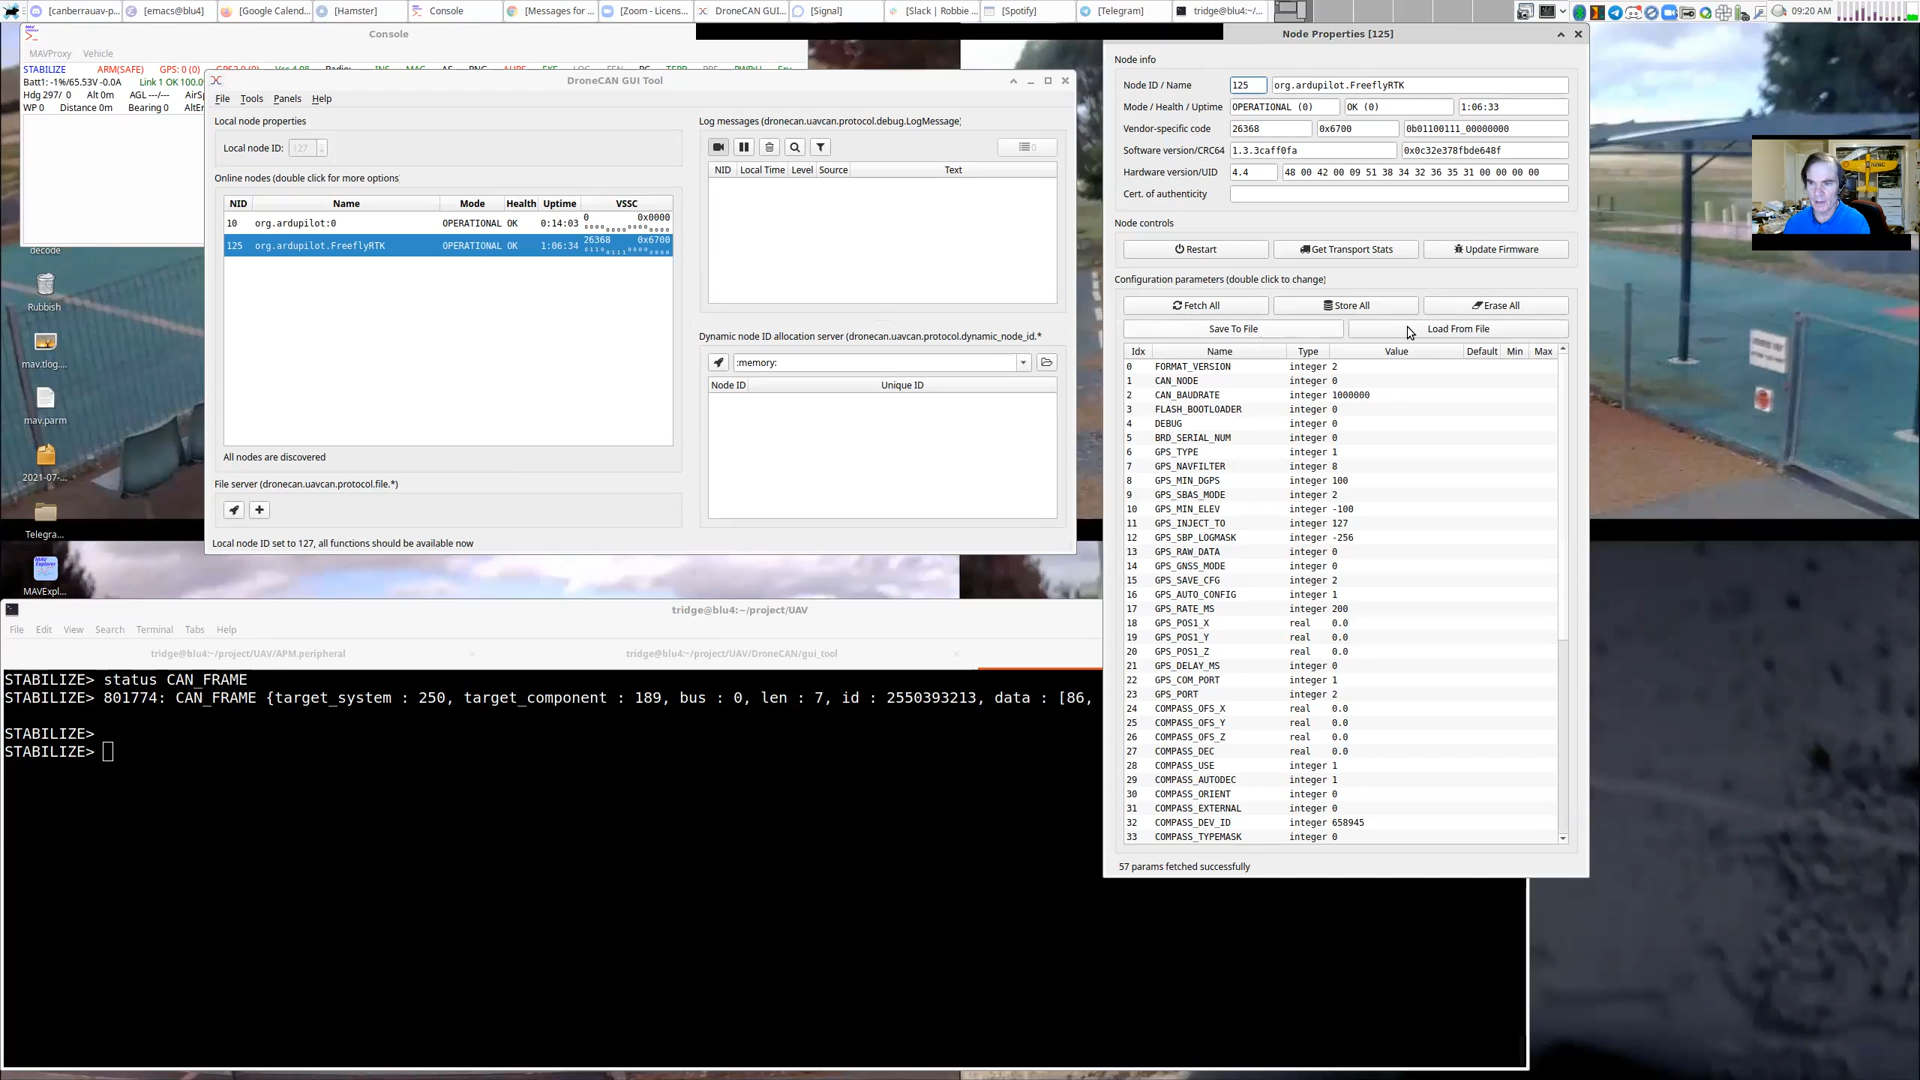 [canberrauav-p...
[emacs@blu4]
[Google Calend...
[Hamster]
Console
[Messages for ...
[Zoom - Licens...
DroneCAN GUI...
[Signal]
[Slack | Robbie ...
[Spotify]
[Telegram]
tridge@blu4:~/...
09:20 AM
Console
MAVProxy Vehicle
STABILIZE ARM(SAFE) GPS: 0 (0)
Batt1: -1%/65.53V -0.0A Link 1 OK 100.0
Hdg 297/ 0 Alt 0m AGL ---/--- AirSp
WP 0 Distance 0m Bearing 0 AltEr
decode
Rubbish
mav.tlog....
mav.parm
2021-07-...
Telegra...
MAVExpl...
DroneCAN GUI Tool
File Tools Panels Help
Local node properties
Local node ID: 127
Online nodes (double click for more options)
NID Name Mode Health Uptime VSSC
10 org.ardupilot:0 OPERATIONAL OK 0:14:03 0 0x0000
125 org.ardupilot.FreeflyRTK OPERATIONAL OK 1:06:34 26368 0x6700
All nodes are discovered
File server (dronecan.uavcan.protocol.file.*)
Local node ID set to 127, all functions should be available now
Log messages (dronecan.uavcan.protocol.debug.LogMessage)
NID Local Time Level Source Text
Dynamic node ID allocation server (dronecan.uavcan.protocol.dynamic_node_id.*
:memory:
Node ID Unique ID
Node Properties [125]
Node info
Node ID / Name 125 org.ardupilot.FreeflyRTK
Mode / Health / Uptime OPERATIONAL (0) OK (0) 1:06:33
Vendor-specific code 26368 0x6700 0b01100111_00000000
Software version/CRC64 1.3.3caff0fa 0x0c32e378fbde648f
Hardware version/UID 4.4 48 00 42 00 09 51 38 34 32 36 35 31 00 00 00 00
Cert. of authenticity
Node controls
Restart Get Transport Stats Update Firmware
Configuration parameters (double click to change)
Fetch All Store All Erase All
Save To File Load From File
Idx Name Type Value Default Min Max
0 FORMAT_VERSION integer 2
1 CAN_NODE integer 0
2 CAN_BAUDRATE integer 1000000
3 FLASH_BOOTLOADER integer 0
4 DEBUG integer 0
5 BRD_SERIAL_NUM integer 0
6 GPS_TYPE integer 1
7 GPS_NAVFILTER integer 8
8 GPS_MIN_DGPS integer 100
9 GPS_SBAS_MODE integer 2
10 GPS_MIN_ELEV integer -100
11 GPS_INJECT_TO integer 127
12 GPS_SBP_LOGMASK integer -256
13 GPS_RAW_DATA integer 0
14 GPS_GNSS_MODE integer 0
15 GPS_SAVE_CFG integer 2
16 GPS_AUTO_CONFIG integer 1
17 GPS_RATE_MS integer 200
18 GPS_POS1_X real 0.0
19 GPS_POS1_Y real 0.0
20 GPS_POS1_Z real 0.0
21 GPS_DELAY_MS integer 0
22 GPS_COM_PORT integer 1
23 GPS_PORT integer 2
24 COMPASS_OFS_X real 0.0
25 COMPASS_OFS_Y real 0.0
26 COMPASS_OFS_Z real 0.0
27 COMPASS_DEC real 0.0
28 COMPASS_USE integer 1
29 COMPASS_AUTODEC integer 1
30 COMPASS_ORIENT integer 0
31 COMPASS_EXTERNAL integer 0
32 COMPASS_DEV_ID integer 658945
33 COMPASS_TYPEMASK integer 0
57 params fetched successfully
tridge@blu4:~/project/UAV
File Edit View Search Terminal Tabs Help
tridge@blu4:~/project/UAV/APM.peripheral
tridge@blu4:~/project/UAV/DroneCAN/gui_tool
STABILIZE> status CAN_FRAME
STABILIZE> 801774: CAN_FRAME {target_system : 250, target_component : 189, bus : 0, len : 7, id : 2550393213, data : [86,
STABILIZE>
STABILIZE>